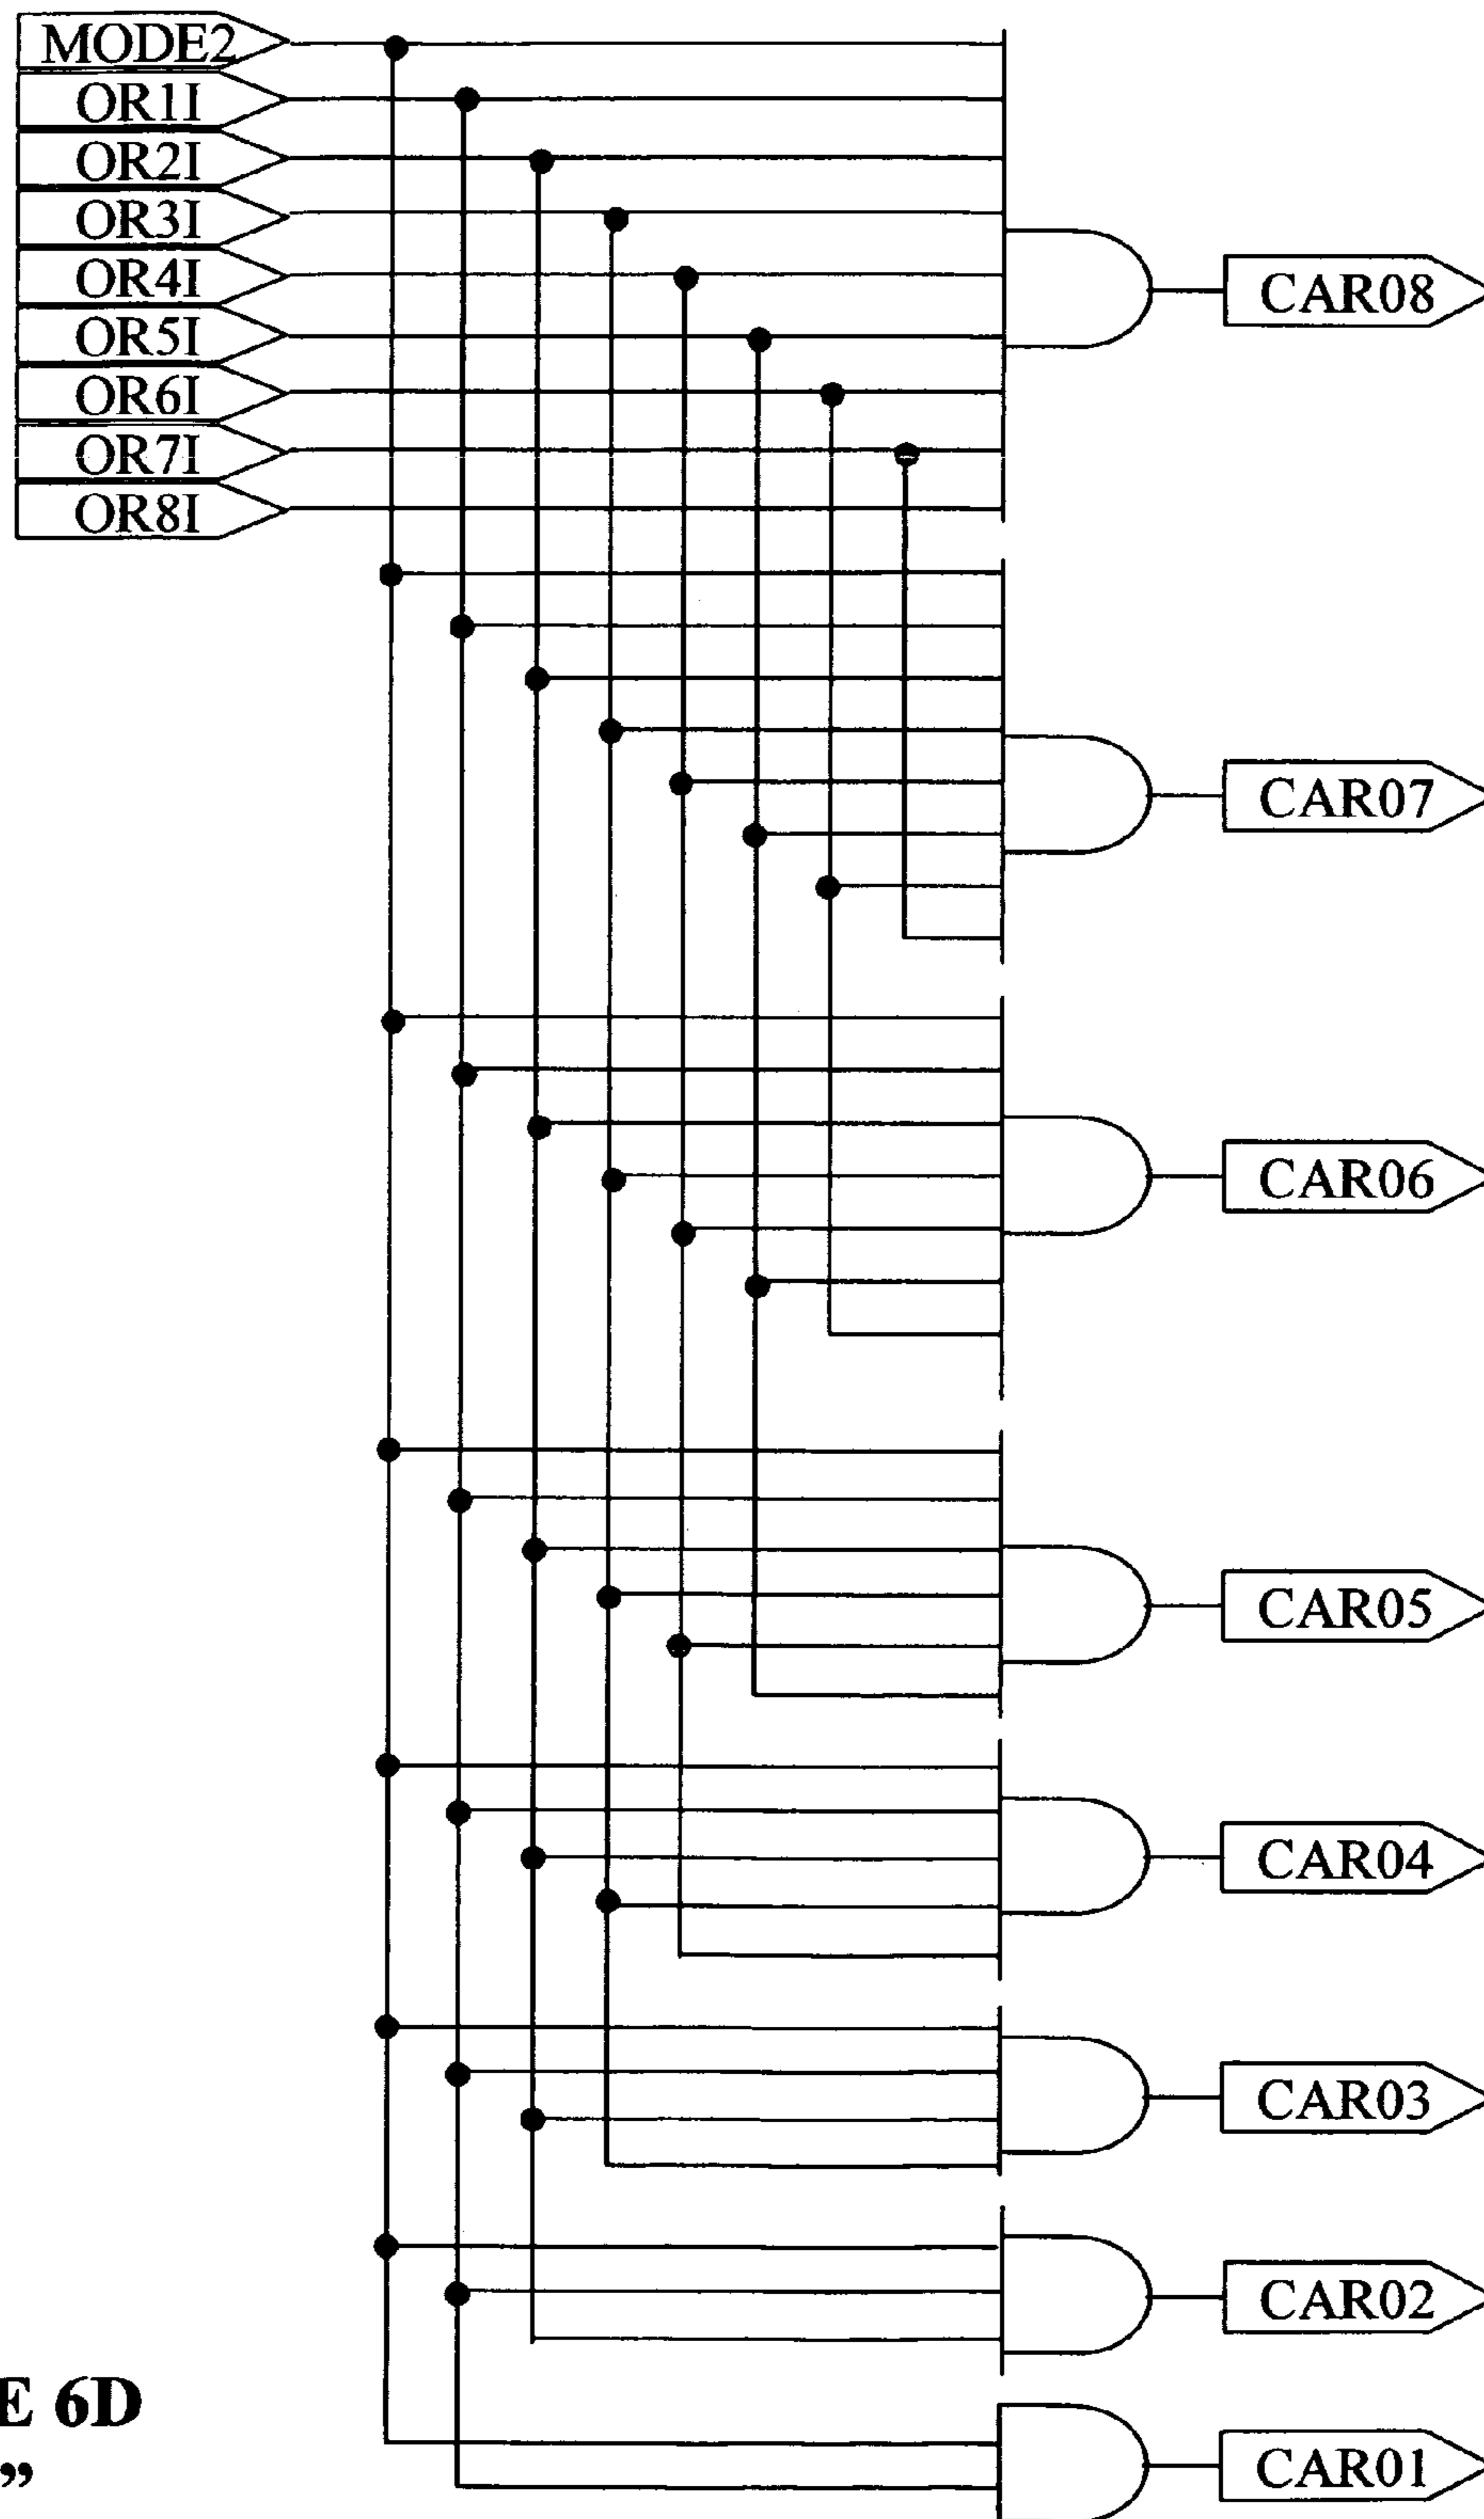 MODE2
OR1I
OR2I
OR3I
OR4I
OR5I
OR6I
OR7I
OR8I
CAR08
CAR07
CAR06
CAR05
CAR04
CAR03
CAR02
CAR01
E 6D
”